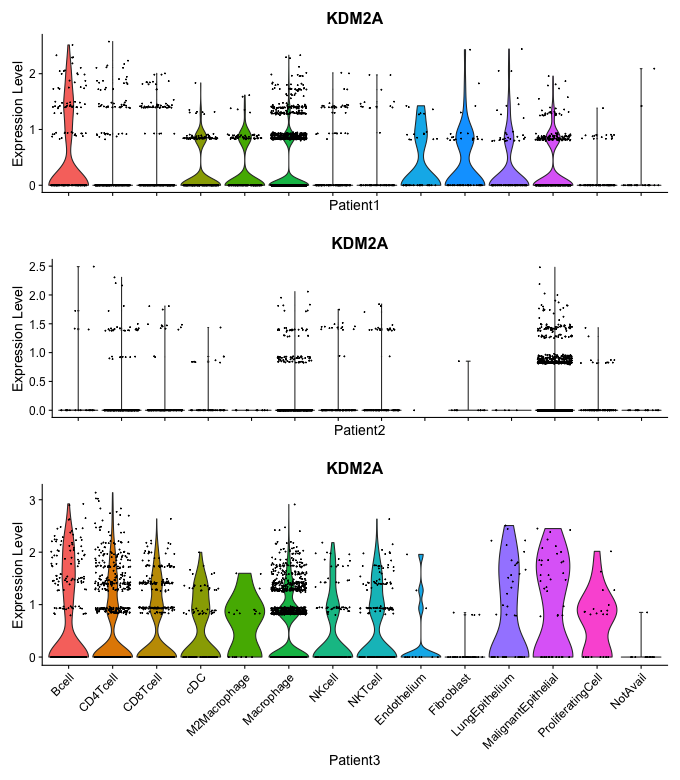 KDM2A
Expression Level
2
1
0
Patient1
KDM2A
Expression Level
2.5
2.0
1.5
1.0
0.5
0.0
Patient2
KDM2A
Expression Level
3
2
1
0
Bcell
CD4Tcell
CD8Tcell
cDC
M2Macrophage
Macrophage
NKcell
NKTcell
Endothelium
Fibroblast
LungEpithelium
MalignantEpithelial
ProliferatingCell
NotAvail
Patient3